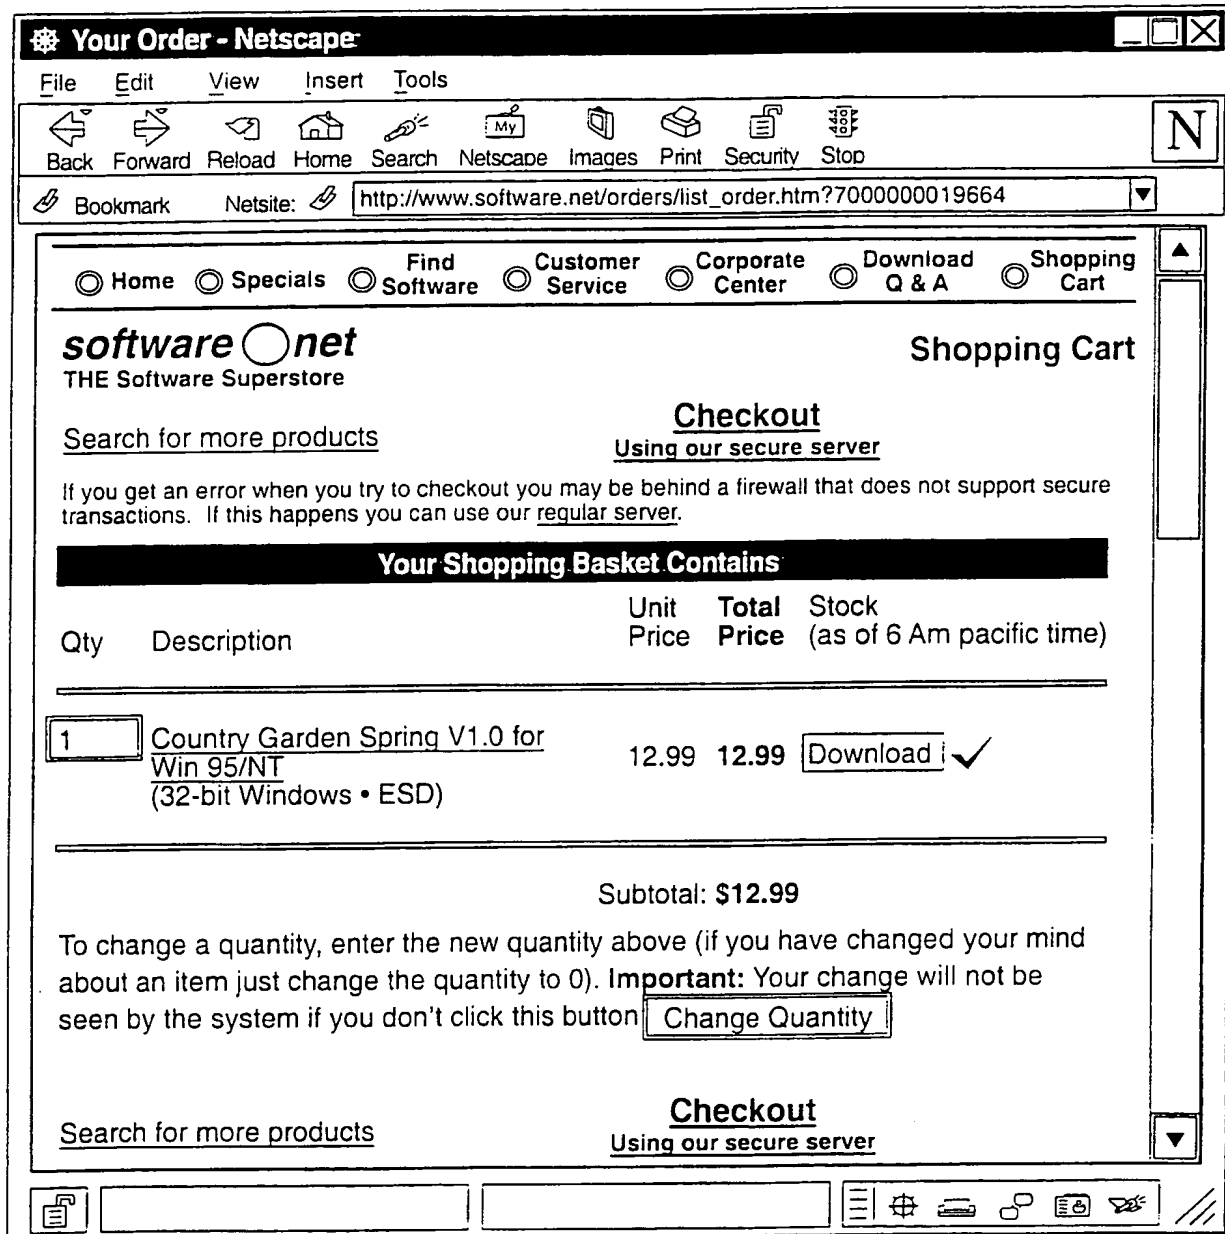 Your Order - Netscape
File Edit View Insert Tools
My
N
Back Forward Reload Home Search Netscape Images Print Security Stop
Bookmark Netsite: http://www.software.net/orders/list_order.htm?7000000019664
Home Specials Find Software Customer Service Corporate Center Download Q & A Shopping Cart
software net
THE Software Superstore
Shopping Cart
Search for more products
Checkout
Using our secure server
If you get an error when you try to checkout you may be behind a firewall that does not support secure
transactions. If this happens you can use our regular server.
Your Shopping Basket Contains
Qty Description Unit Price Total Price Stock (as of 6 Am pacific time)
1 Country Garden Spring V1.0 for 12.99 12.99 Download
Win 95/NT
(32-bit Windows • ESD)
Subtotal: $12.99
To change a quantity, enter the new quantity above (if you have changed your mind
about an item just change the quantity to 0). Important: Your change will not be
seen by the system if you don't click this button Change Quantity
Search for more products
Checkout
Using our secure server